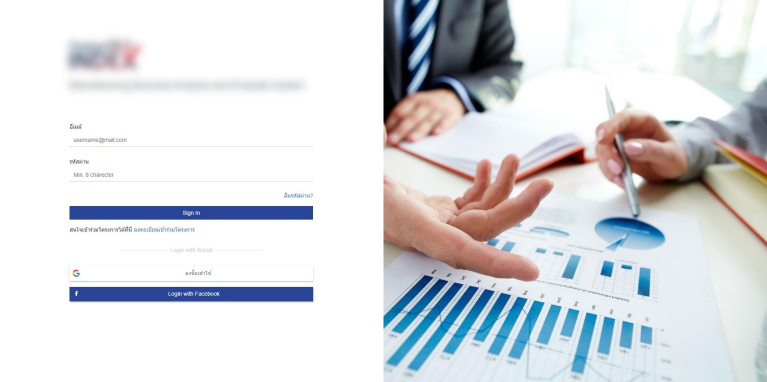 อีเมล์
username@mail.com
รหัสผ่าน
Min. 6 charecter
ลืมรหัสผ่าน?
Sign In
สนใจเข้าร่วมโครงการได้ที่นี่ ลงทะเบียนเข้าร่วมโครงการ
Login with Social
ลงชื่อเข้าใช้
Login with Facebook